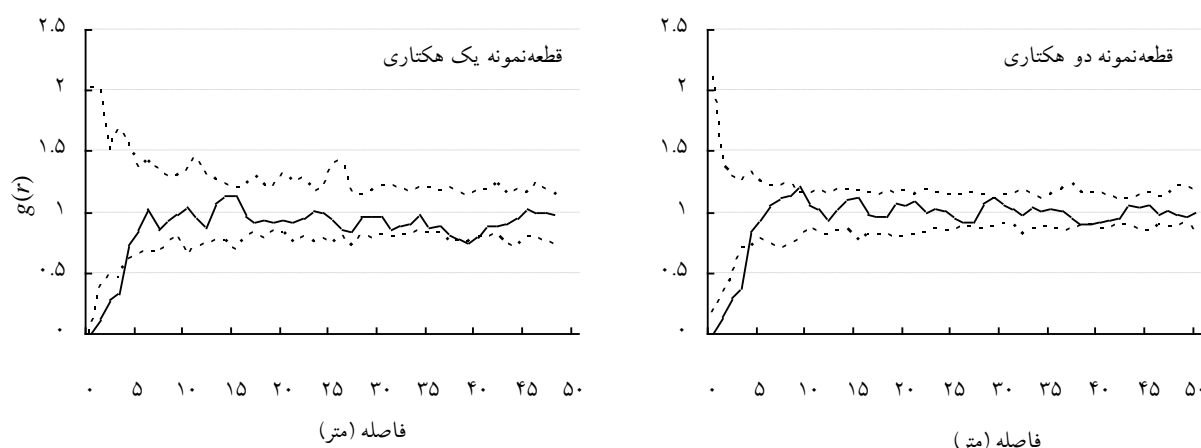 قطعه‌نمونه یک هکتاری
۲.۵
۲
۱.۵
۱
۰.۵
۰
g(r)
۰ ۵ ۱۰ ۱۵ ۲۰ ۲۵ ۳۰ ۳۵ ۴۰ ۴۵ ۵۰
فاصله (متر)
قطعه‌نمونه دو هکتاری
۲.۵
۲
۱.۵
۱
۰.۵
۰
۰ ۵ ۱۰ ۱۵ ۲۰ ۲۵ ۳۰ ۳۵ ۴۰ ۴۵ ۵۰
فاصله (متر)